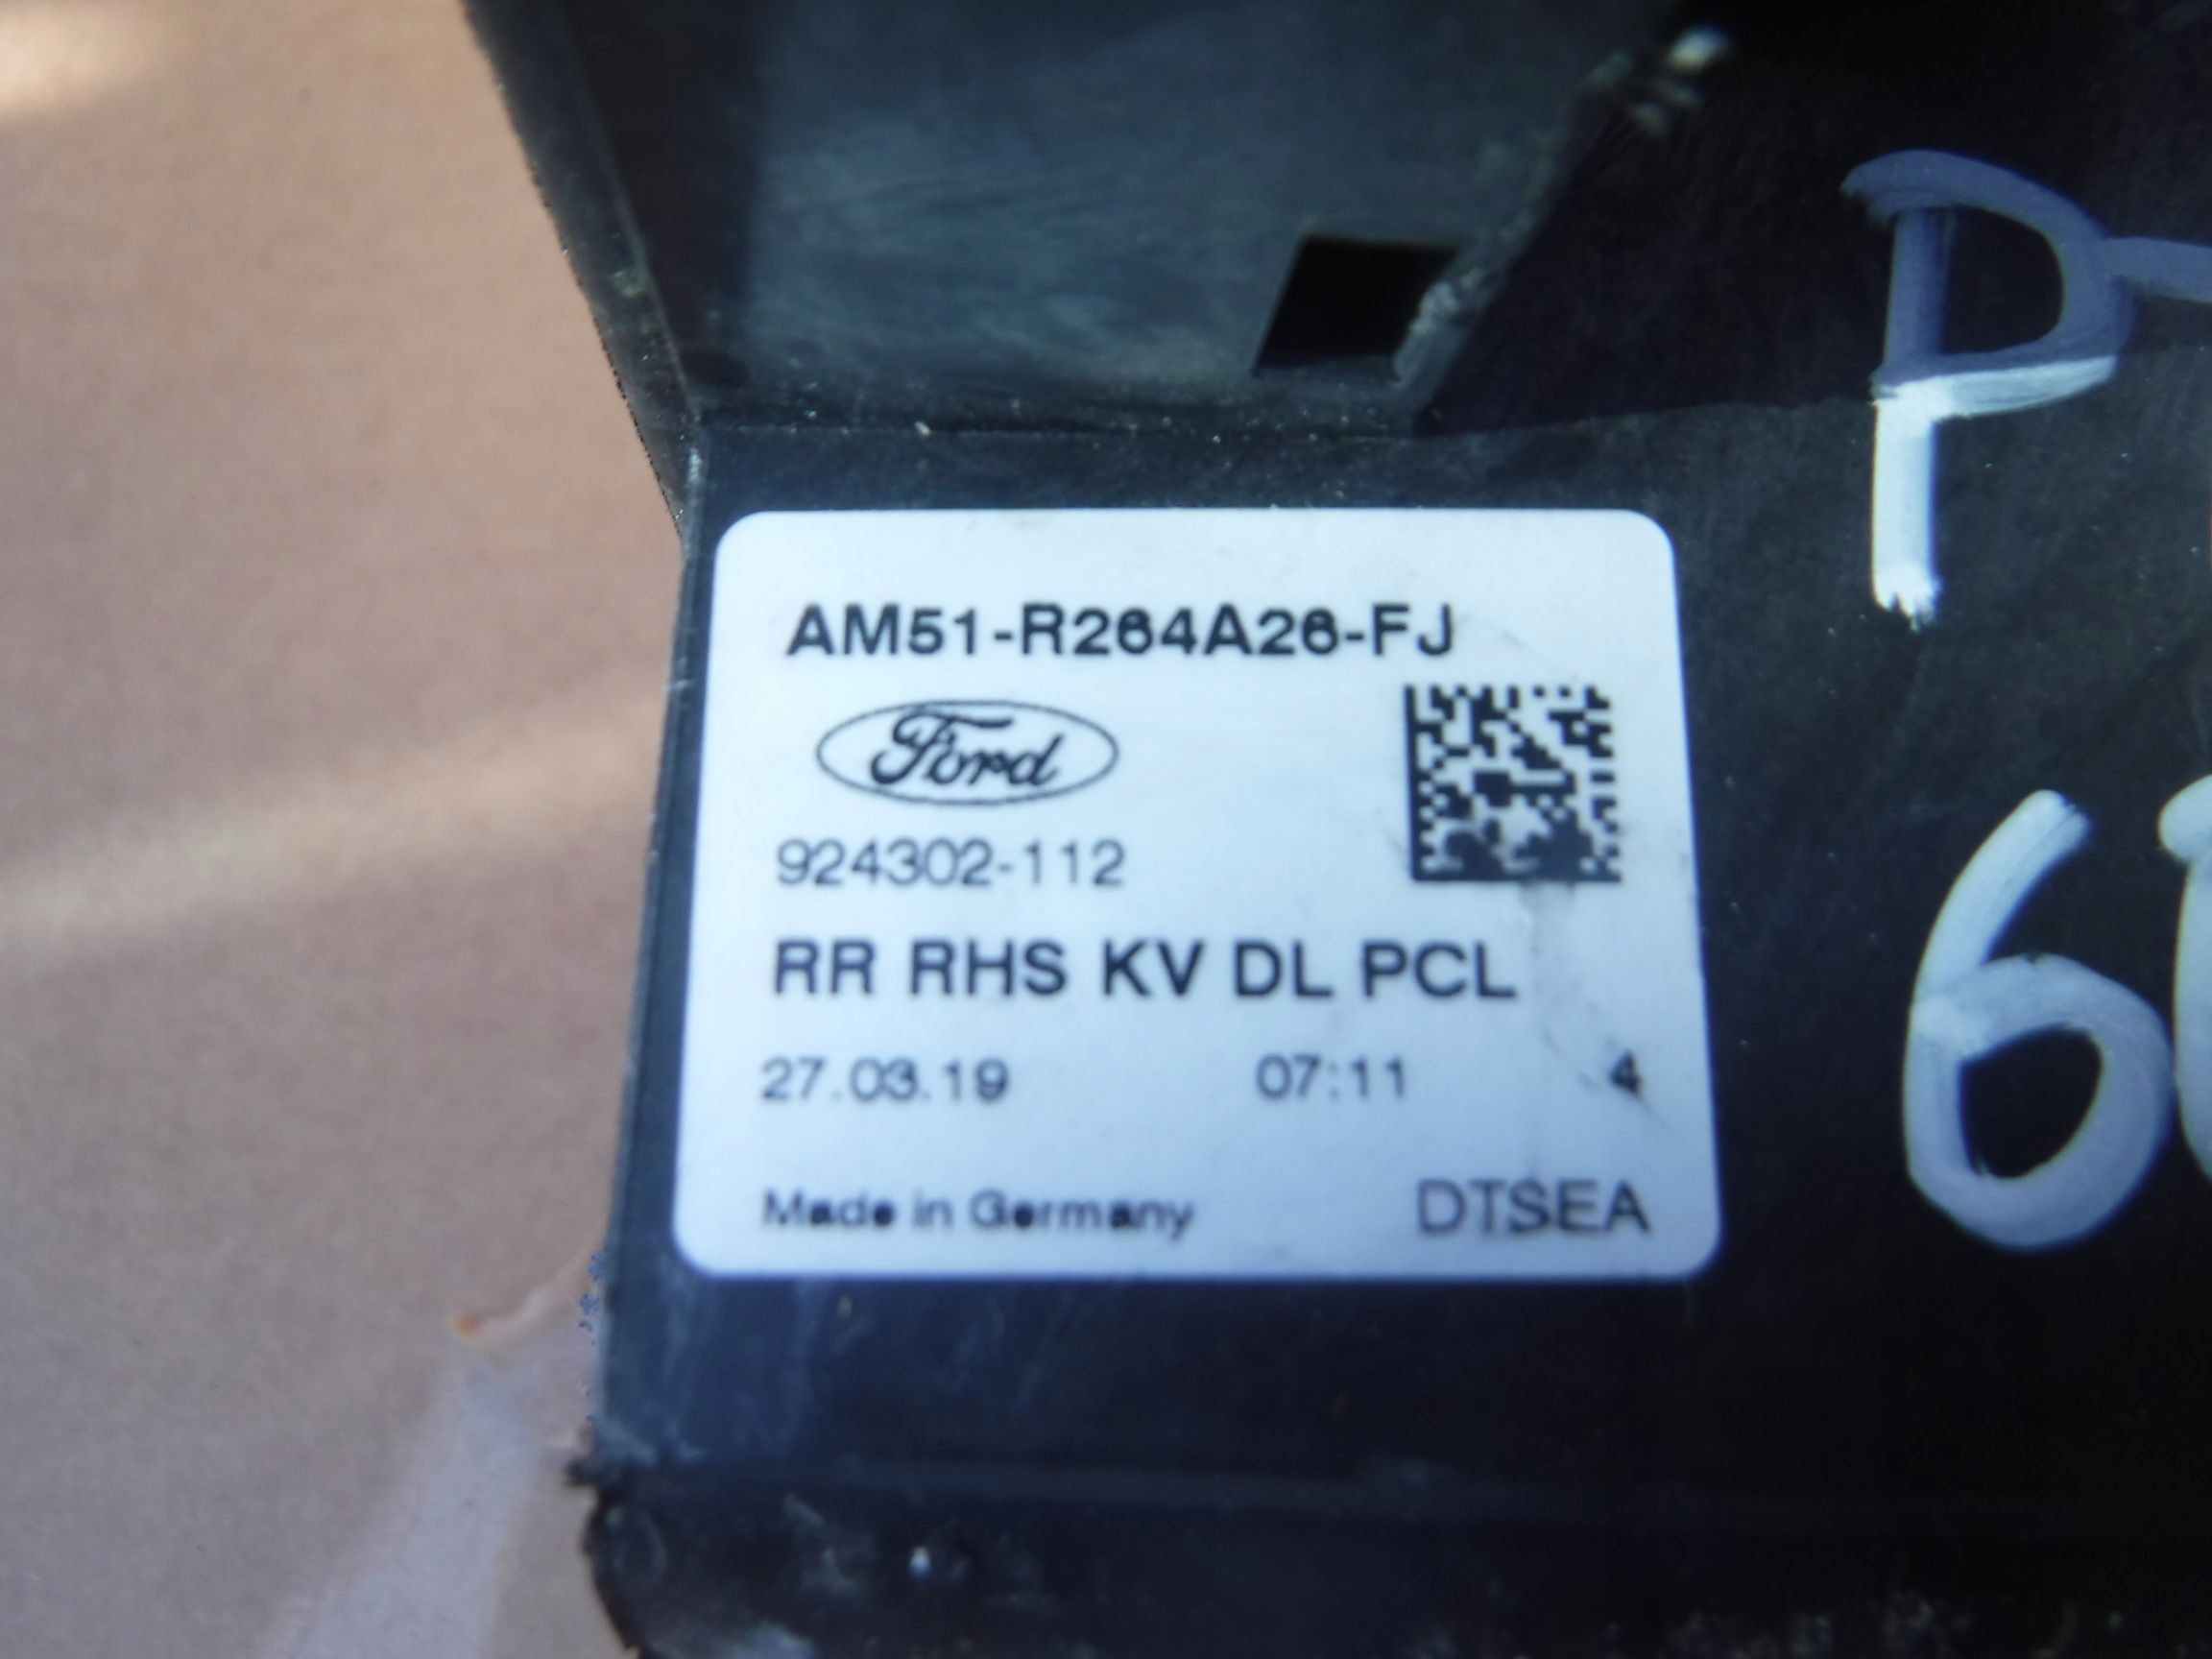 AM51-R264A26-FJ
Ford
924302-112
RR RHS KV DL PCL
27.03.19 07:11 4
Made in Germany DTSEA
P
6